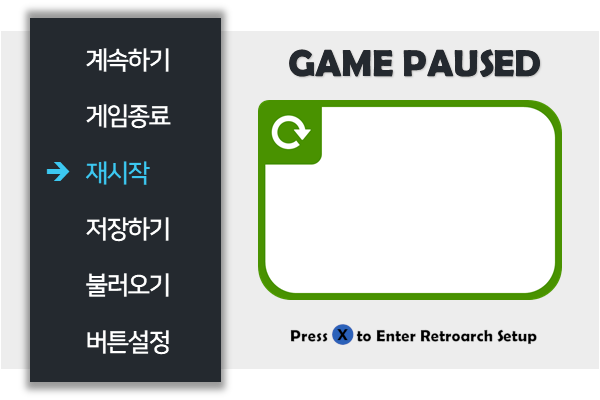 계속하기
게임종료
재시작
저장하기
불러오기
버튼설정
GAME PAUSED
Press X to Enter Retroarch Setup